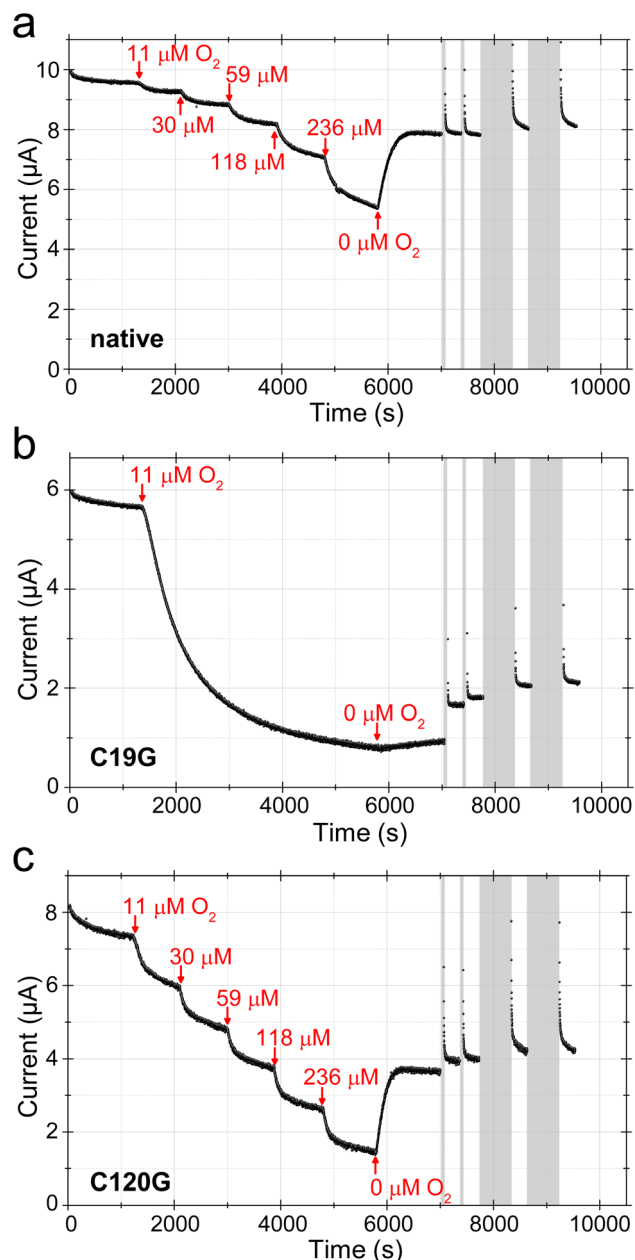 a
11 μM O2
59 μM
30 μM
118 μM
236 μM
0 μM O2
native
Current (μA)
10
8
6
4
2
0
0 2000 4000 6000 8000 10000
Time (s)
b
11 μM O2
0 μM O2
C19G
Current (μA)
6
4
2
0
0 2000 4000 6000 8000 10000
Time (s)
c
11 μM O2
30 μM
59 μM
118 μM
236 μM
0 μM O2
C120G
Current (μA)
8
6
4
2
0
0 2000 4000 6000 8000 10000
Time (s)